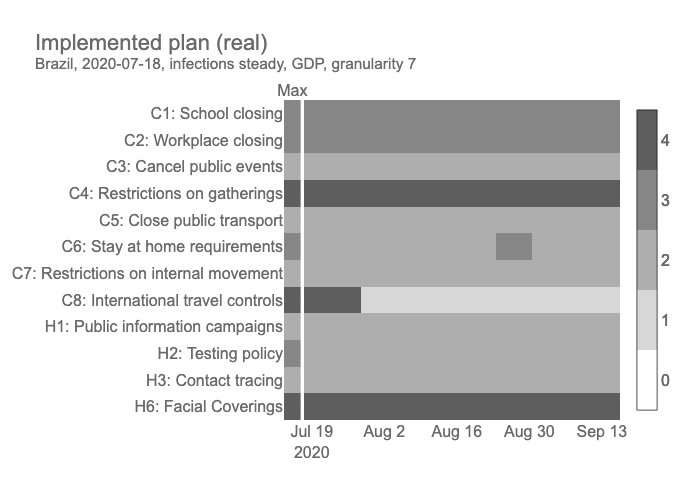 Implemented plan (real)
Brazil, 2020-07-18, infections steady, GDP, granularity 7
Max
C1: School closing
C2: Workplace closing
C3: Cancel public events
C4: Restrictions on gatherings
C5: Close public transport
C6: Stay at home requirements
C7: Restrictions on internal movement
C8: International travel controls
H1: Public information campaigns
H2: Testing policy
H3: Contact tracing
H6: Facial Coverings
4
3
2
1
0
Jul 19 Aug 2 Aug 16 Aug 30 Sep 13
2020